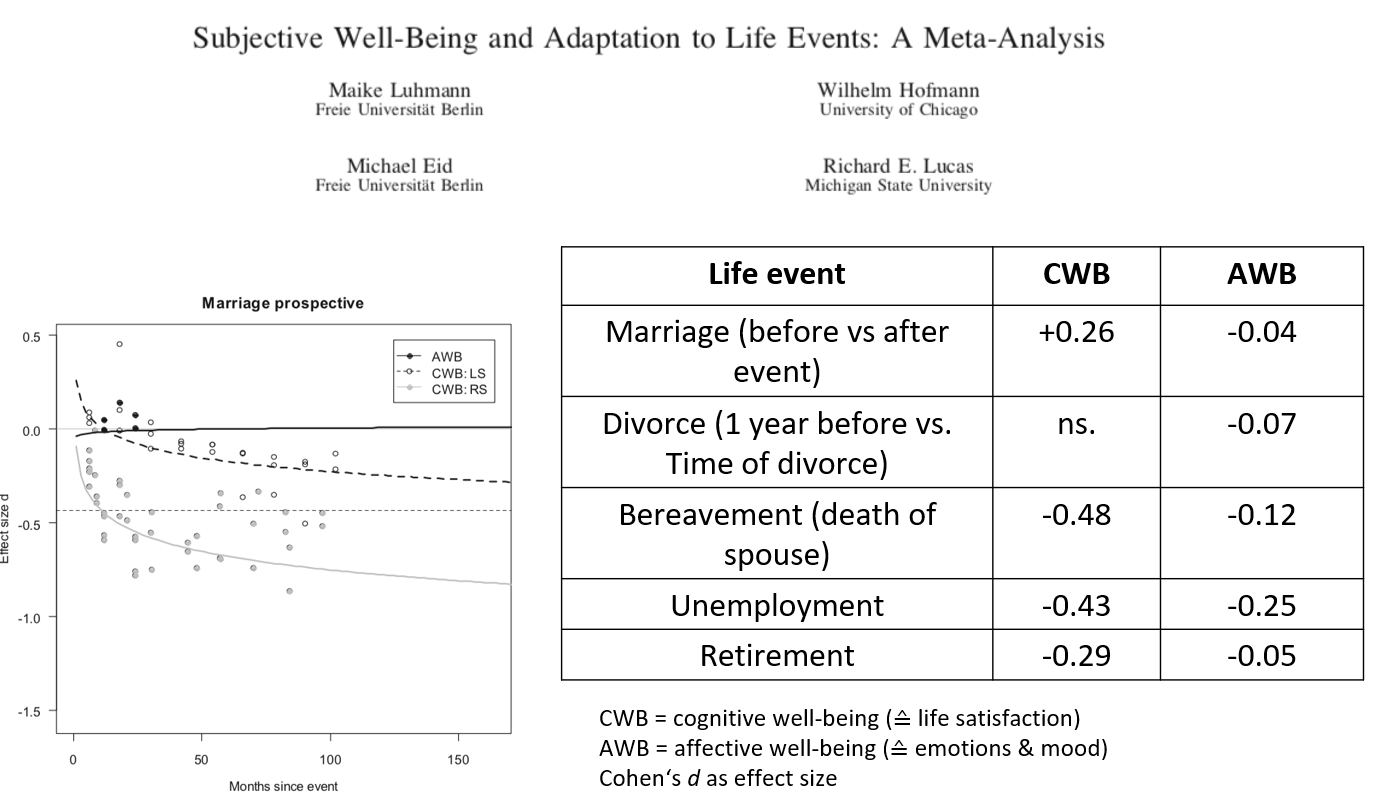 Subjective Well-Being and Adaptation to Life Events: A Meta-Analysis
Maike Luhmann
Freie Universität Berlin
Wilhelm Hofmann
University of Chicago
Michael Eid
Freie Universität Berlin
Richard E. Lucas
Michigan State University
Marriage prospective
0.5
0.0
-0.5
-1.0
-1.5
Effect size d
AWB
CWB: LS
CWB: RS
0 50 100 150
Months since event
Life event CWB AWB
Marriage (before vs after
event) +0.26 -0.04
Divorce (1 year before vs.
Time of divorce) ns. -0.07
Bereavement (death of
spouse) -0.48 -0.12
Unemployment -0.43 -0.25
Retirement -0.29 -0.05
CWB = cognitive well-being (≙ life satisfaction)
AWB = affective well-being (≙ emotions & mood)
Cohen‘s d as effect size